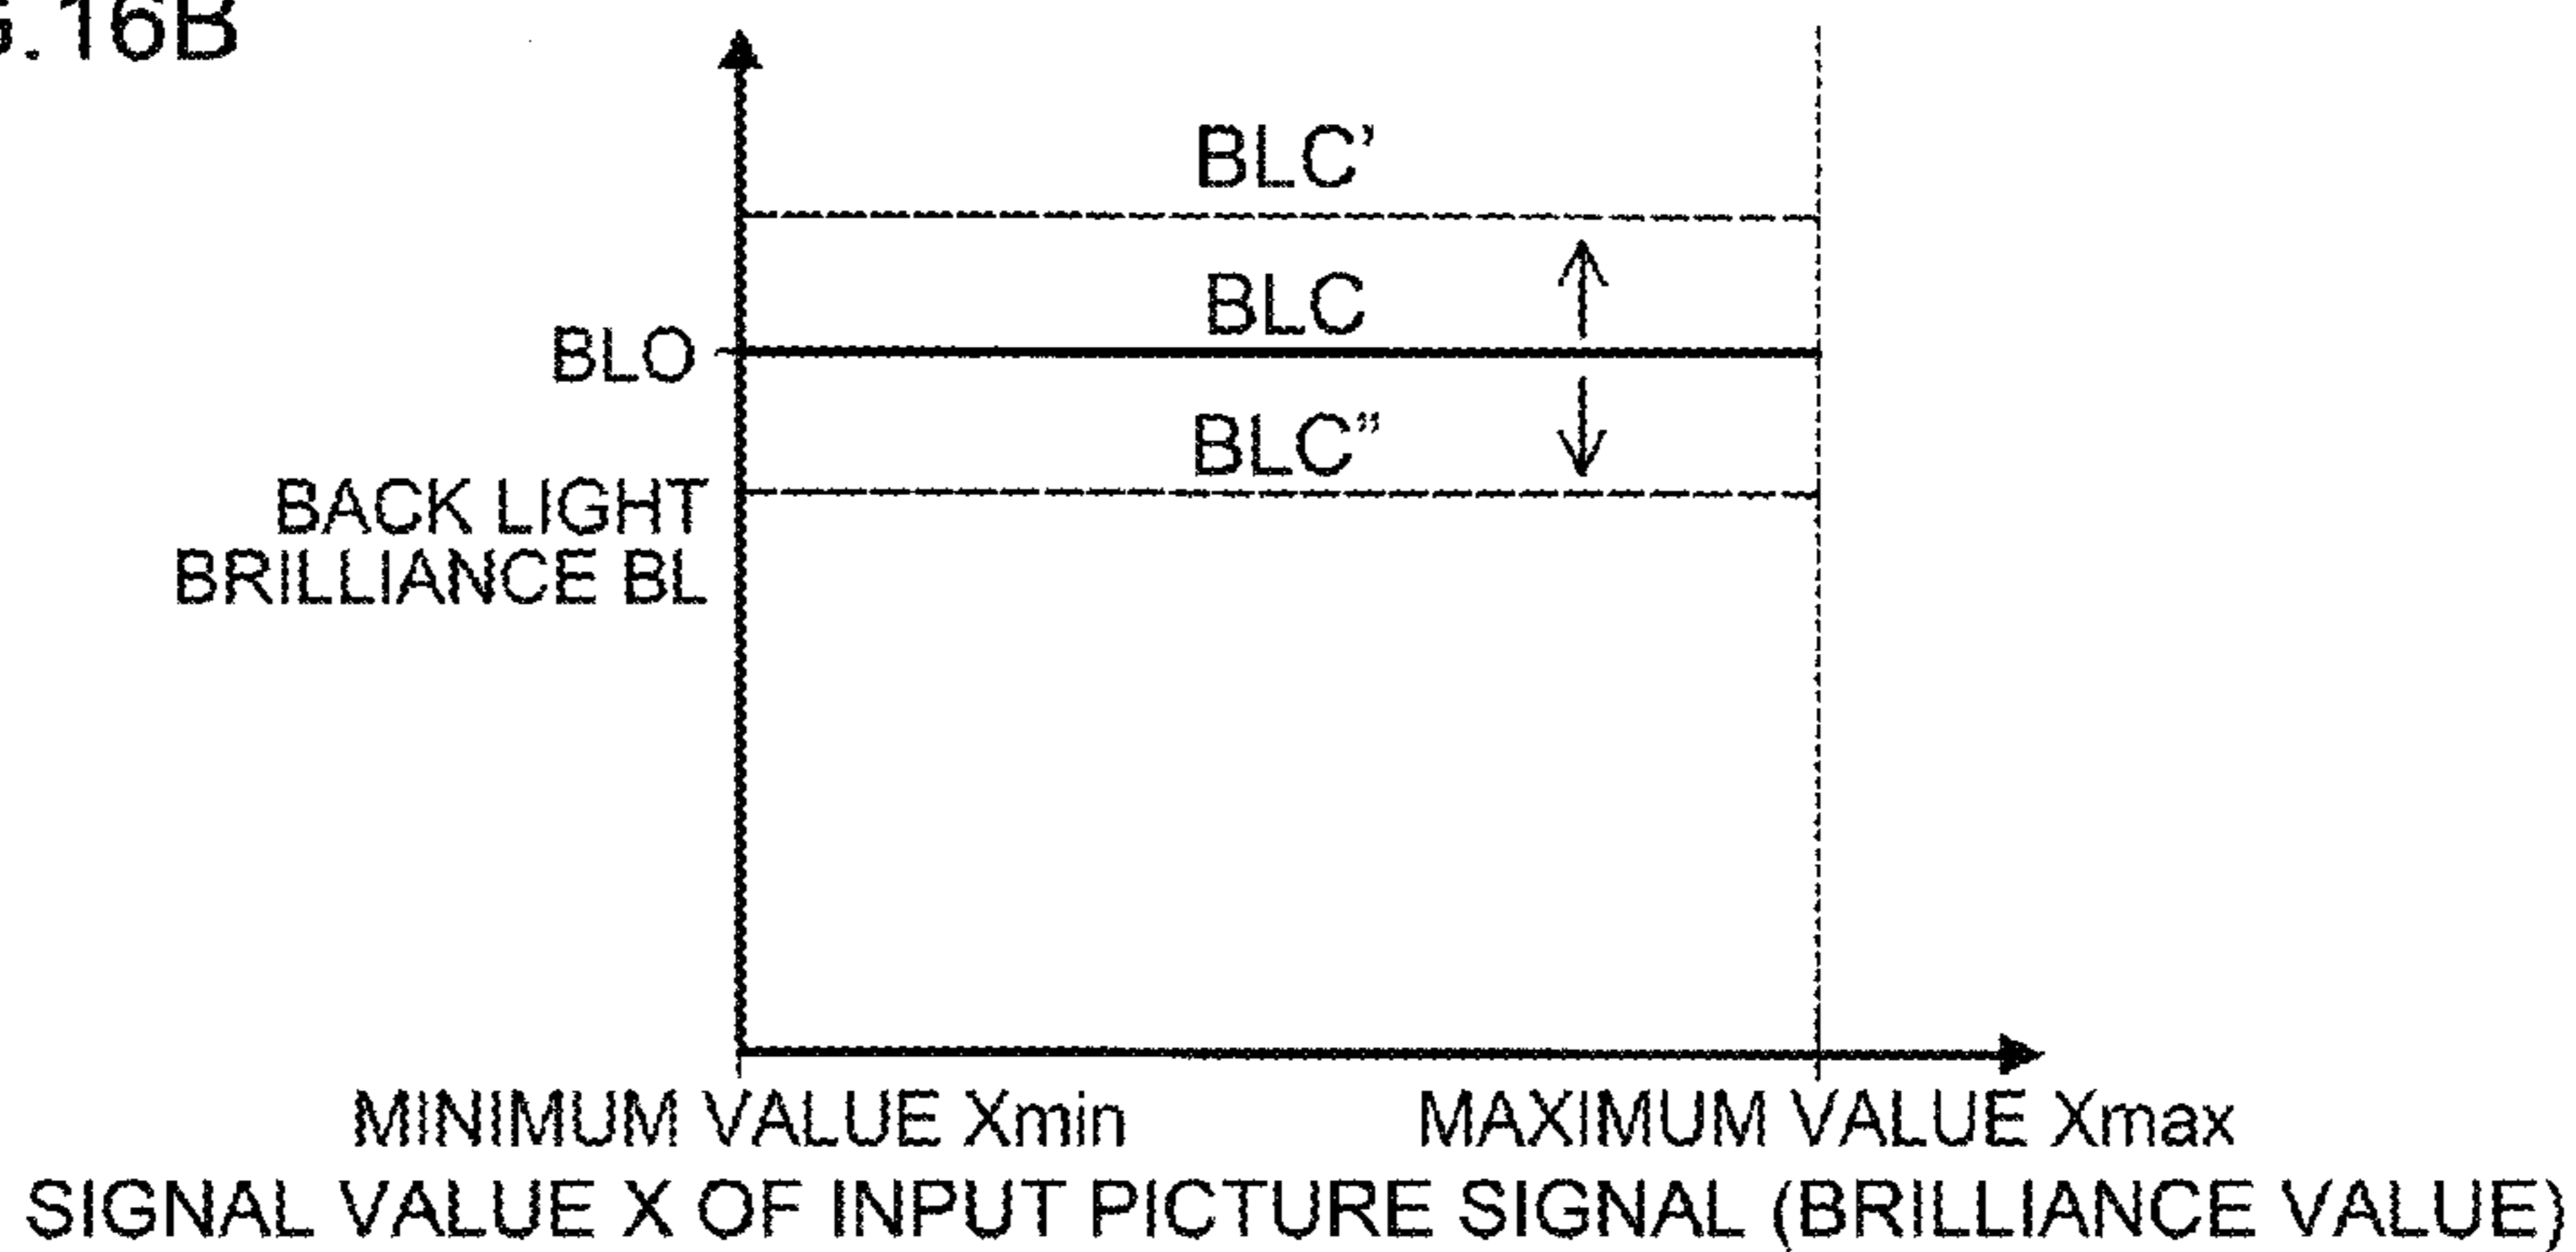 G.16B
BLC'
BLC
BLO
BLC"
BACK LIGHT
BRILLIANCE BL
MINIMUM VALUE Xmin
MAXIMUM VALUE Xmax
SIGNAL VALUE X OF INPUT PICTURE SIGNAL (BRILLIANCE VALUE)